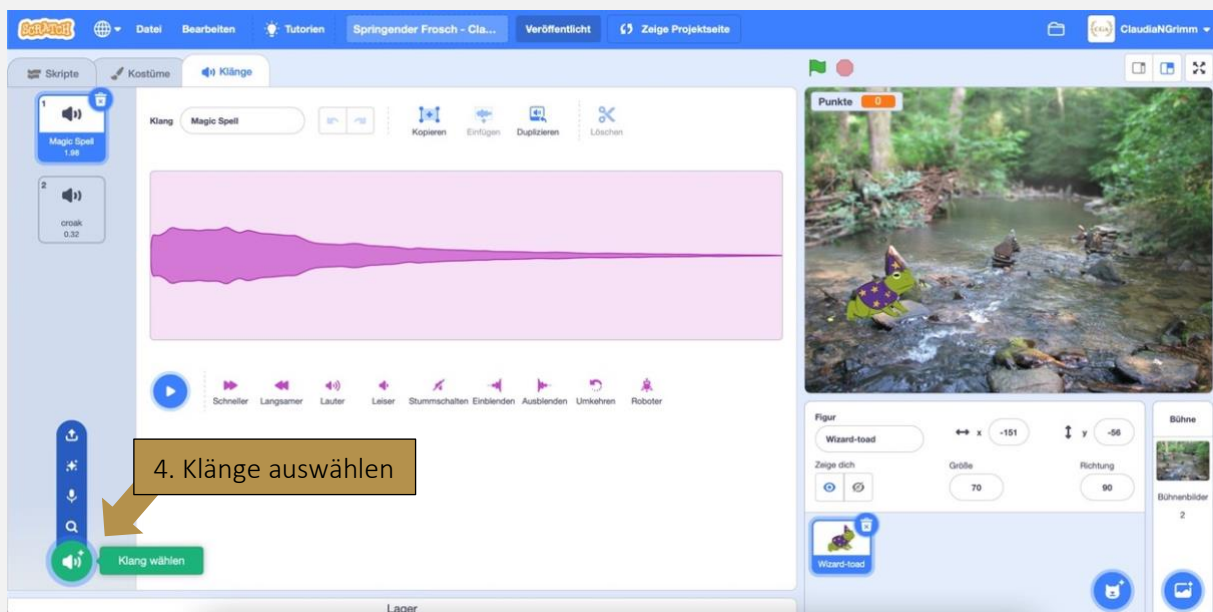 SCRATCH Datei Bearbeiten Tutorien Springender Frosch - Cla... Veröffentlicht Zeige Projektseite ClaudiaNGrimm
Skripte Kostüme Klänge
1
Magic Spell
1.98
2
croak
0.32
Klang Magic Spell
Kopieren Einfügen Duplizieren Löschen
Schneller Langsamer Lauter Leiser Stummschalten Einblenden Ausblenden Umkehren Roboter
4. Klänge auswählen
Klang wählen
Lager
Punkte 0
Figur
Wizard-toad x -151 y -56
Zeige dich Größe Richtung
70 90
Wizard-toad
Bühne
Bühnenbilder
2